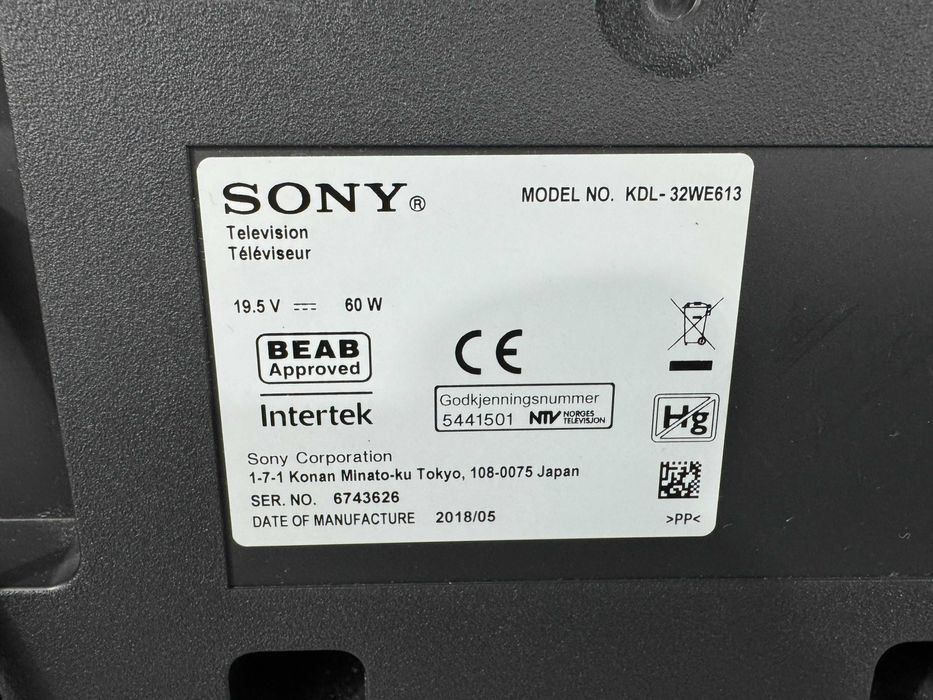 SONY®
MODEL NO. KDL-32WE613
Television
Téléviseur
19.5 V ⎓ 60 W
BEAB
Approved
Intertek
CE
Godkjenningsnummer
5441501 NTV NORGES TELEVISJON
Hg
Sony Corporation
1-7-1 Konan Minato-ku Tokyo, 108-0075 Japan
SER. NO. 6743626
DATE OF MANUFACTURE 2018/05
>PP<